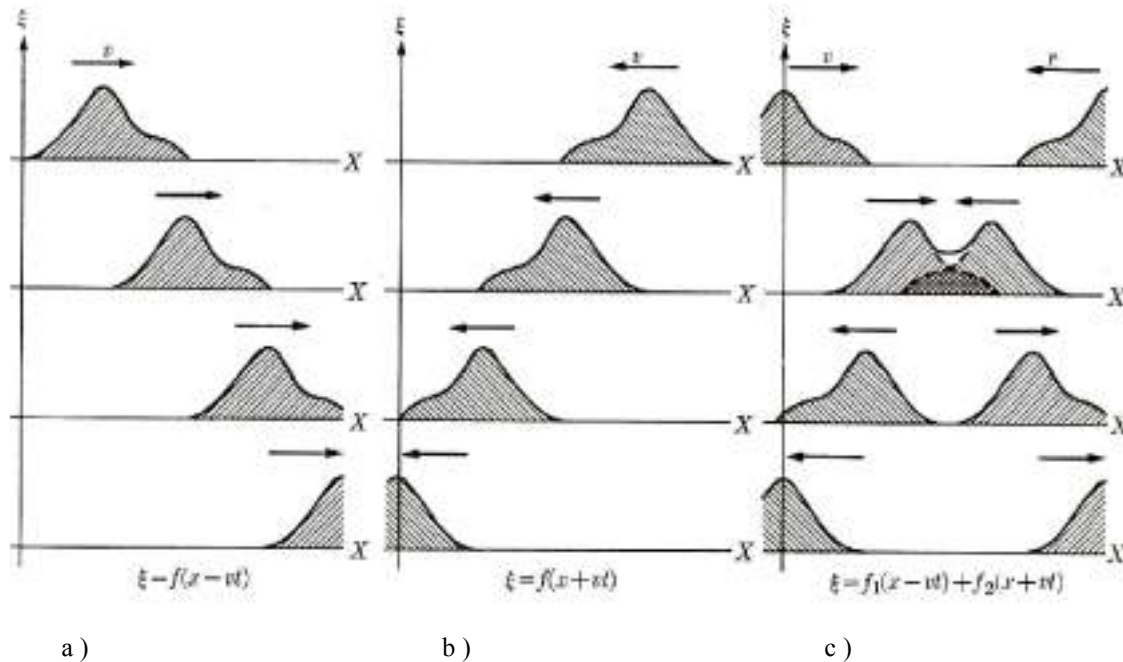 ξ ξ ξ
v v v v
X X X
X X X
X X X
X X X
ξ=f(x−vt) ξ=f(x+vt) ξ=f₁(x−vt)+f₂(x+vt)
a ) b ) c )